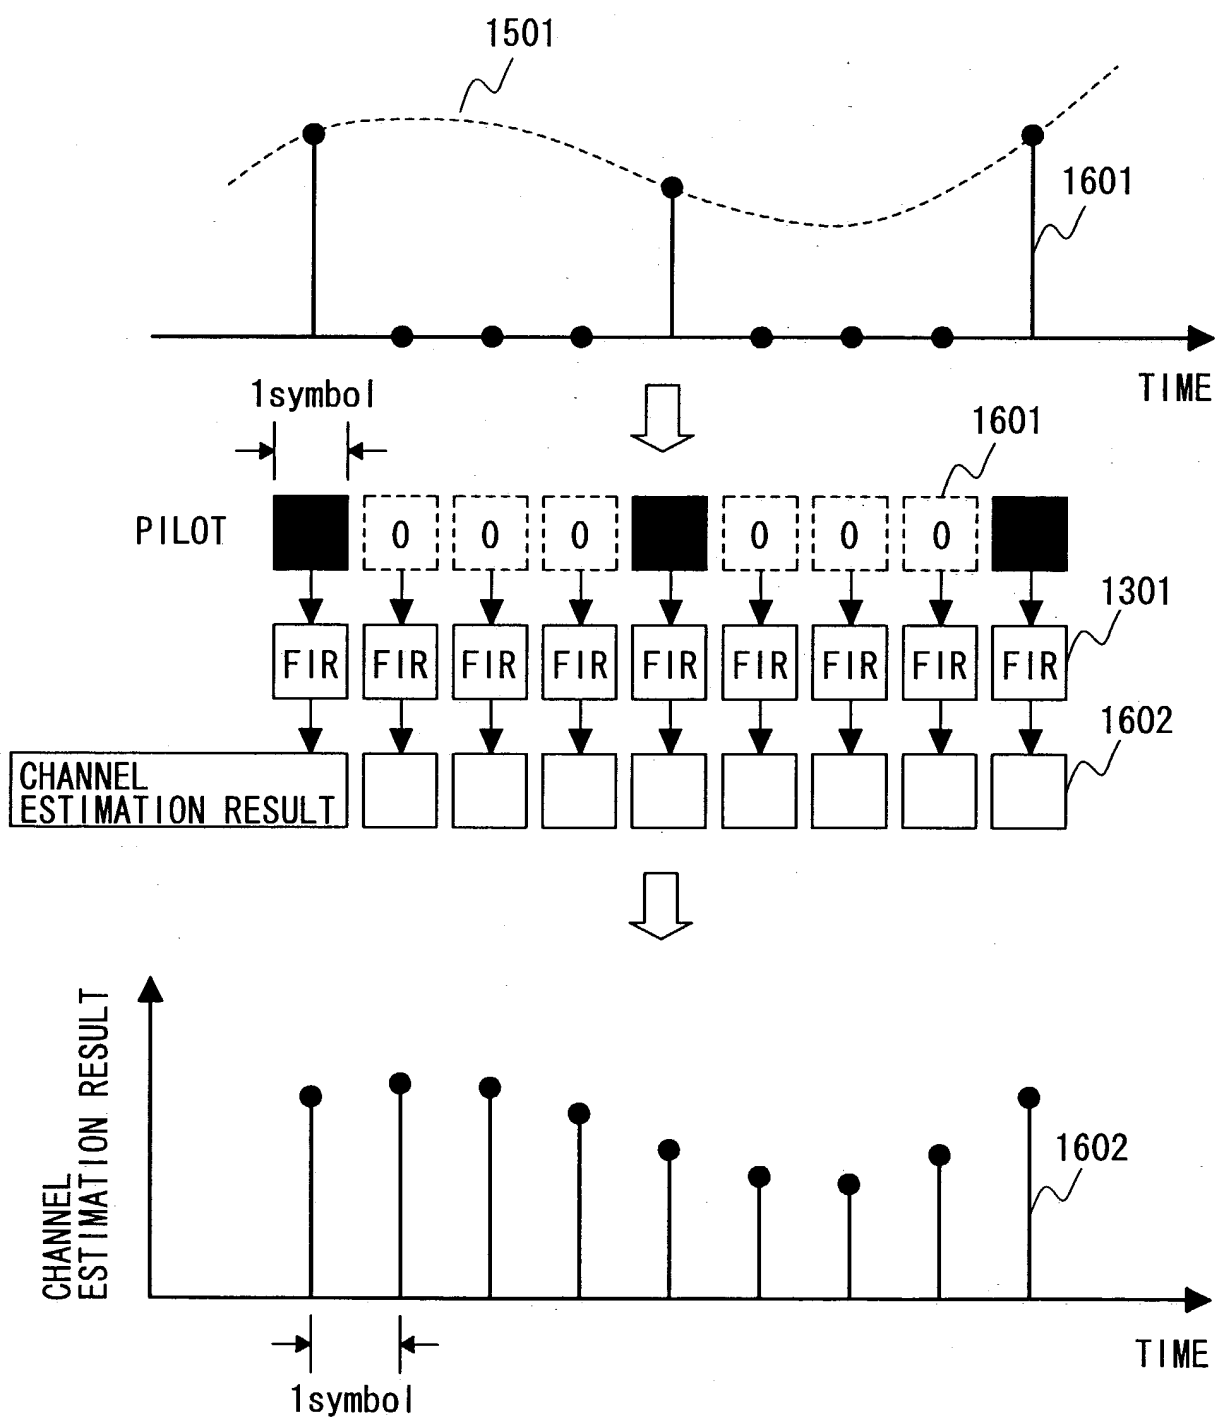 1501
1601
TIME
1symbol
1601
PILOT
0 0 0 0 0 0
1301
FIR FIR FIR FIR FIR FIR FIR FIR FIR
1602
CHANNEL
ESTIMATION RESULT
CHANNEL
ESTIMATION RESULT
1602
TIME
1symbol